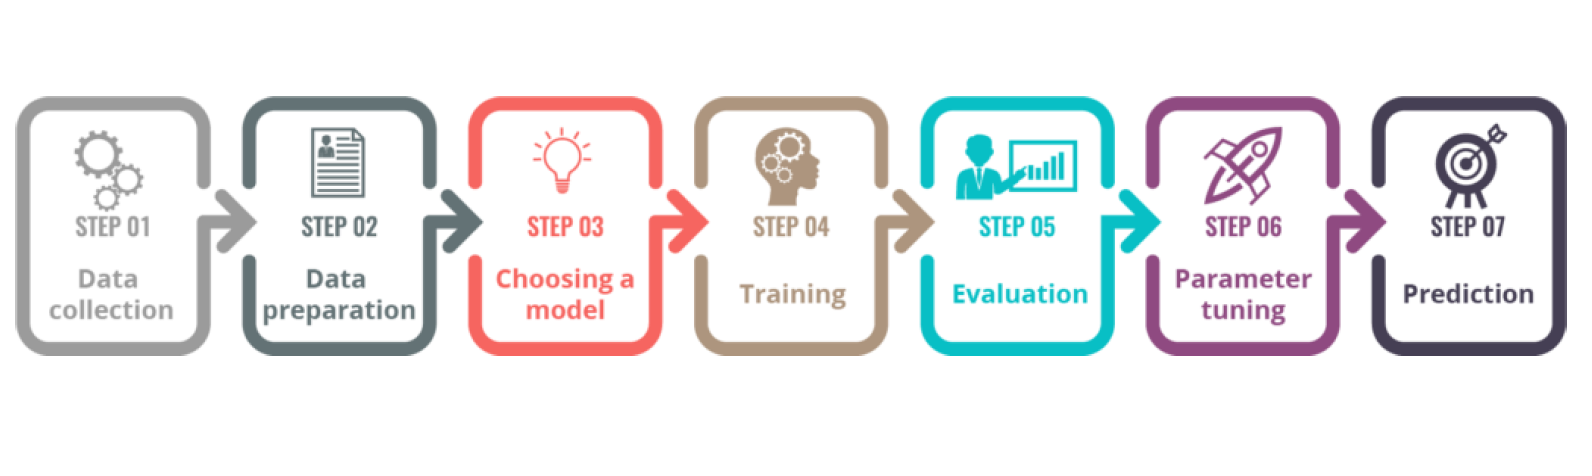 STEP 01
Data
collection
STEP 02
Data
preparation
STEP 03
Choosing a
model
STEP 04
Training
STEP 05
Evaluation
STEP 06
Parameter
tuning
STEP 07
Prediction